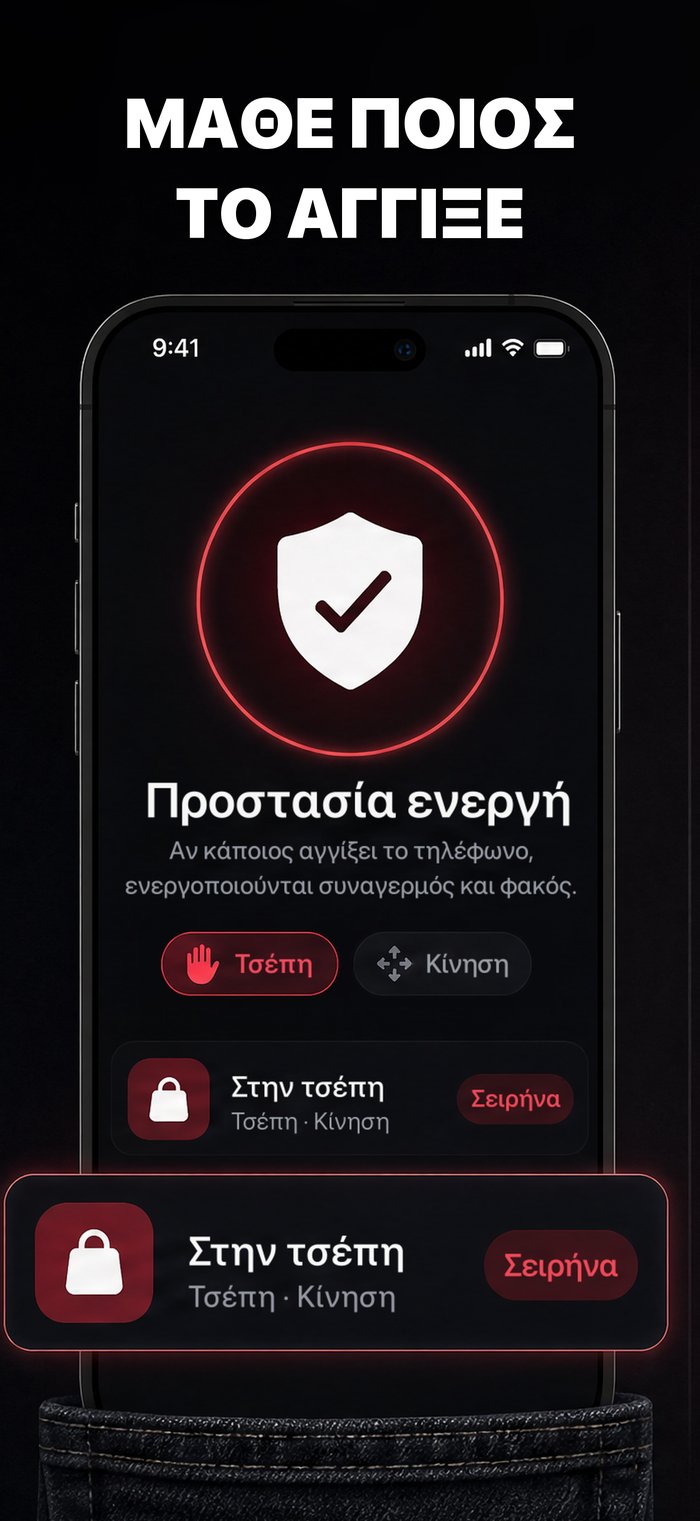 ΜΑΘΕ ΠΟΙΟΣ
ΤΟ ΑΓΓΙΞΕ
9:41
Προστασία ενεργή
Αν κάποιος αγγίξει το τηλέφωνο,
ενεργοποιούνται συναγερμός και φακός.
Τσέπη
Κίνηση
Στην τσέπη
Τσέπη · Κίνηση
Σειρήνα
Στην τσέπη
Τσέπη · Κίνηση
Σειρήνα